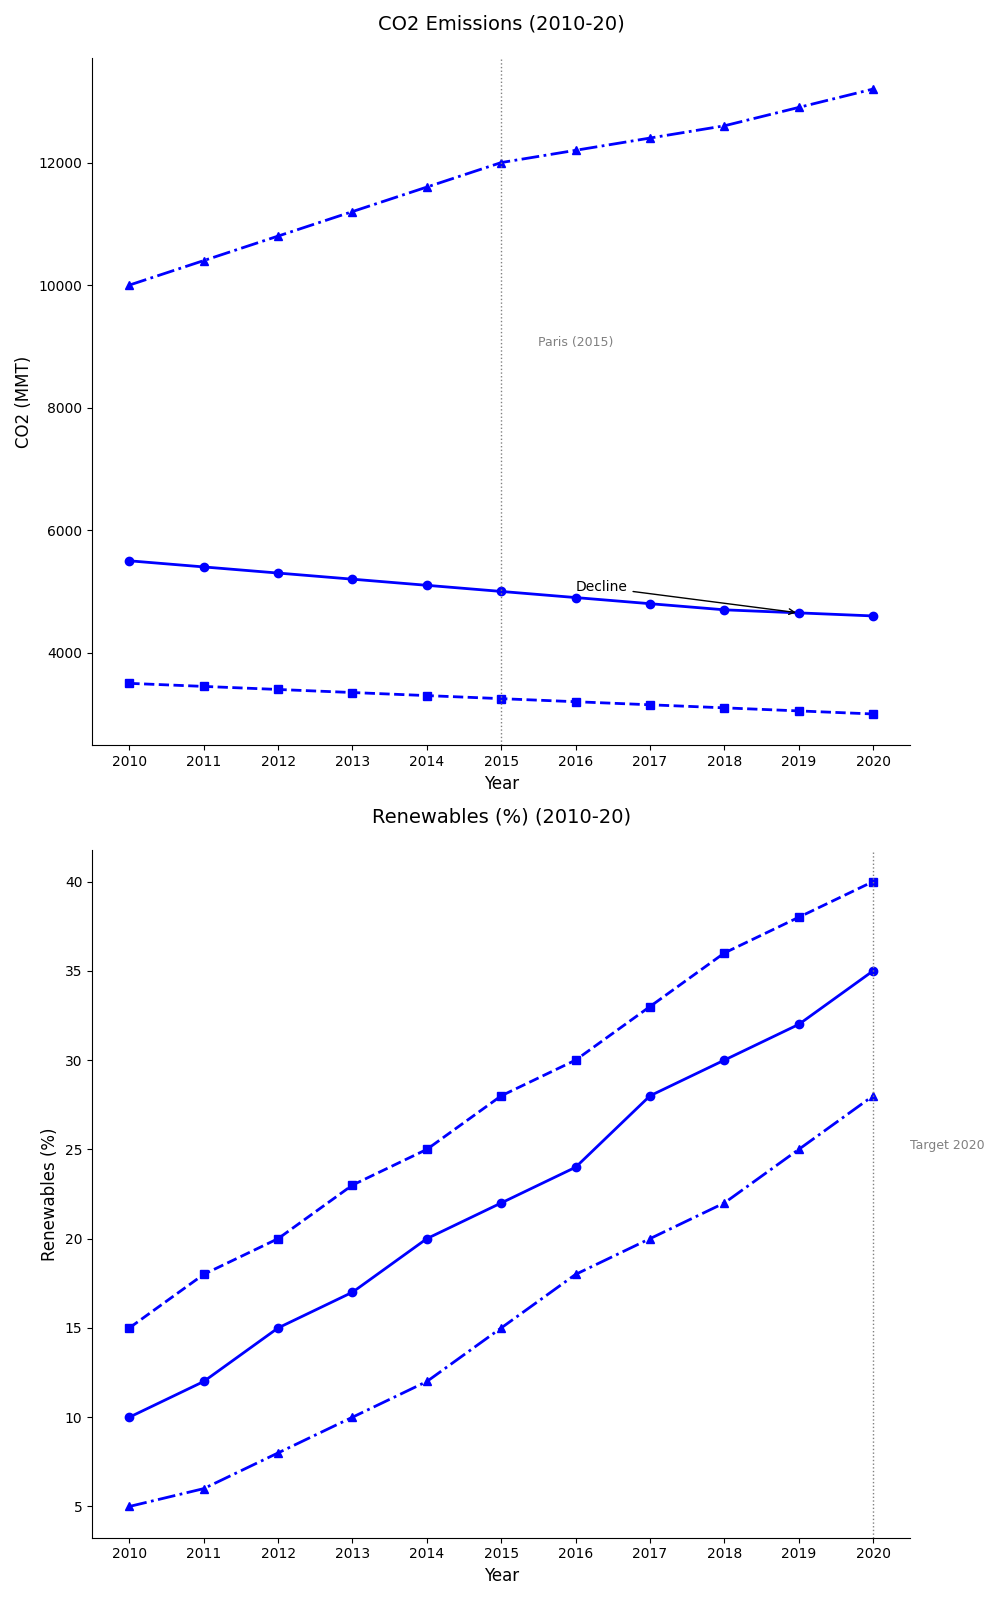 CO2 Emissions (2010-20)
12000
10000
8000
6000
4000
CO2 (MMT)
Paris (2015)
Decline
2010 2011 2012 2013 2014 2015 2016 2017 2018 2019 2020
Year
Renewables (%) (2010-20)
40
35
30
25
20
15
10
5
Renewables (%)
Target 2020
2010 2011 2012 2013 2014 2015 2016 2017 2018 2019 2020
Year